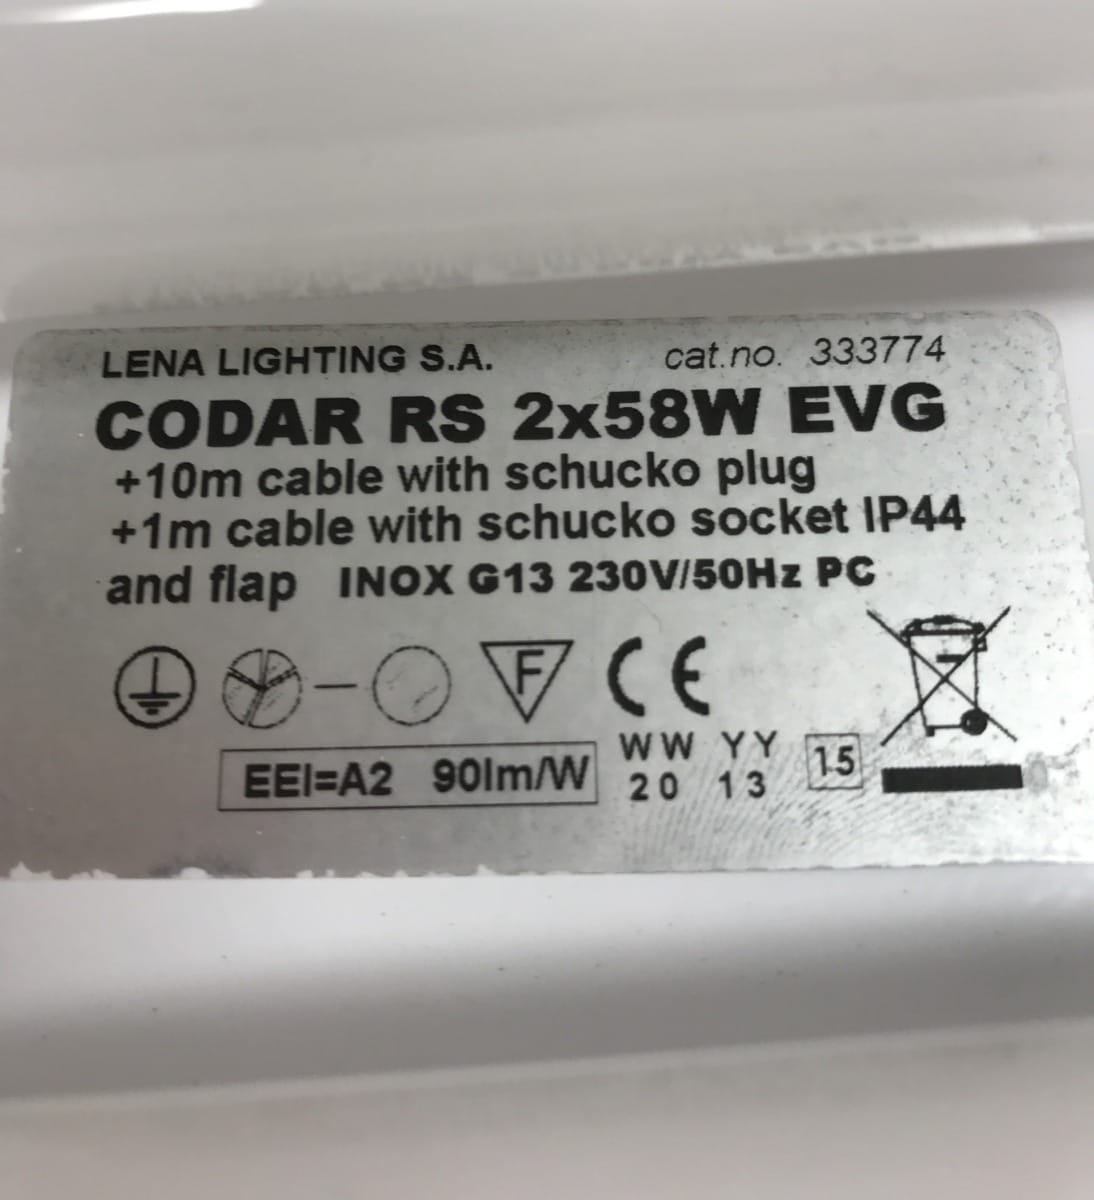 LENA LIGHTING S.A. cat.no. 333774
CODAR RS 2x58W EVG
+10m cable with schucko plug
+1m cable with schucko socket IP44
and flap INOX G13 230V/50Hz PC
F CE
WW YY 15
EEI=A2 90lm/W 20 13